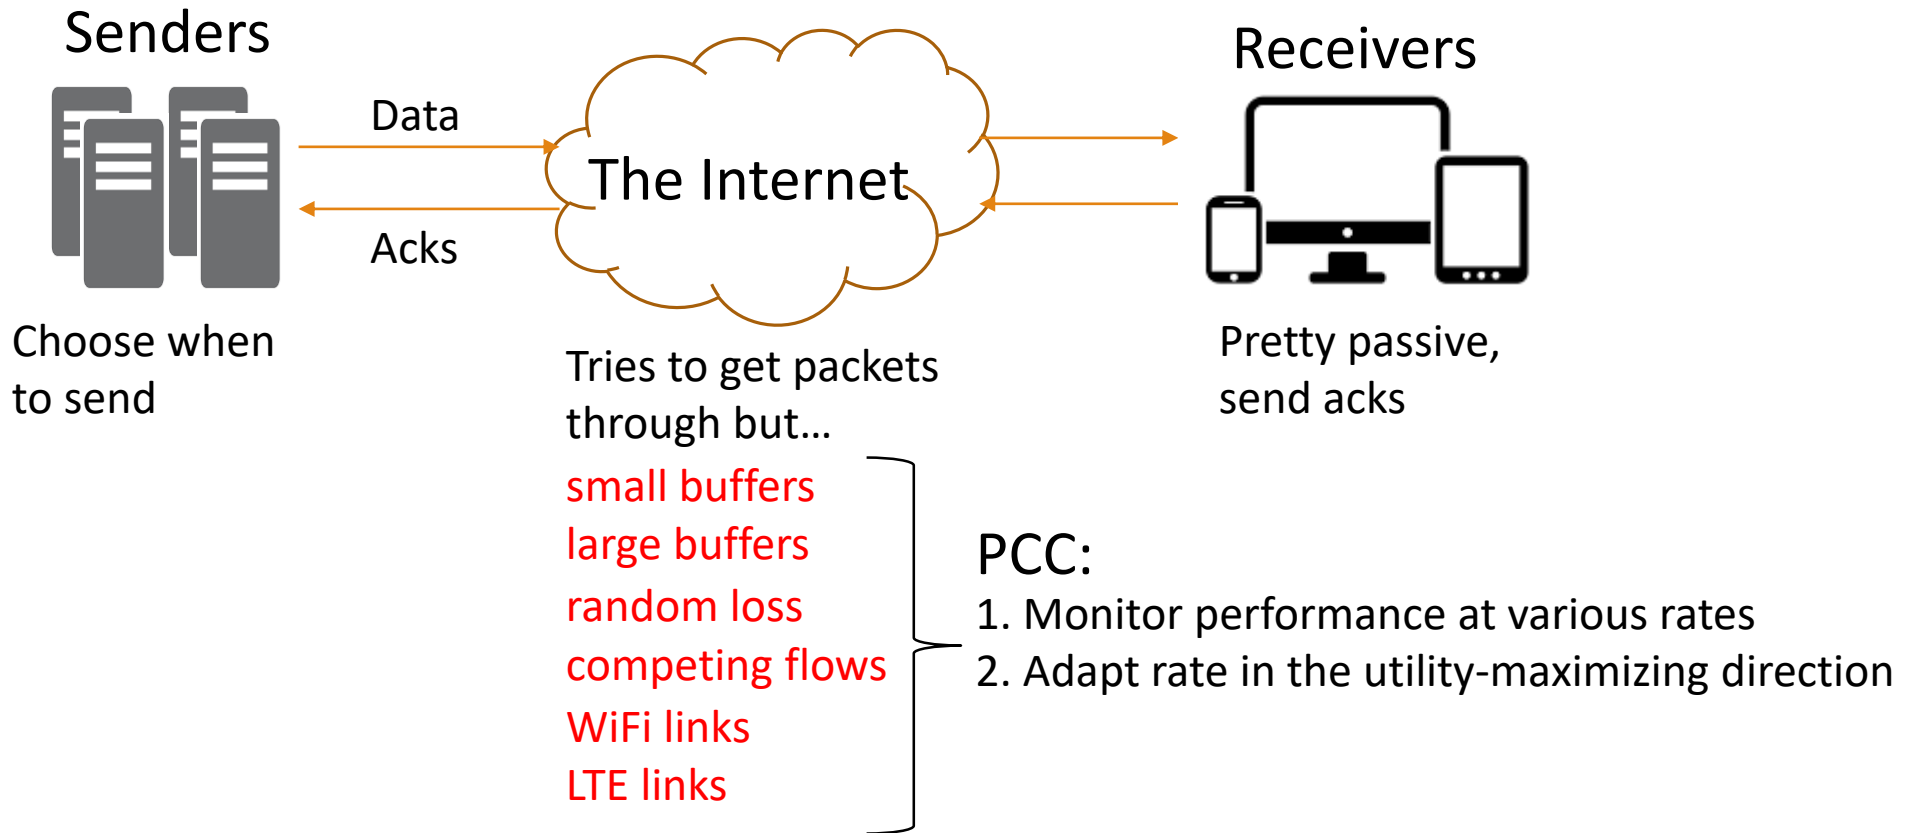 Senders
Data
Acks
Choose when
to send
The Internet
Tries to get packets
through but…
small buffers
large buffers
random loss
competing flows
WiFi links
LTE links
Receivers
Pretty passive,
send acks
PCC:
1. Monitor performance at various rates
2. Adapt rate in the utility-maximizing direction